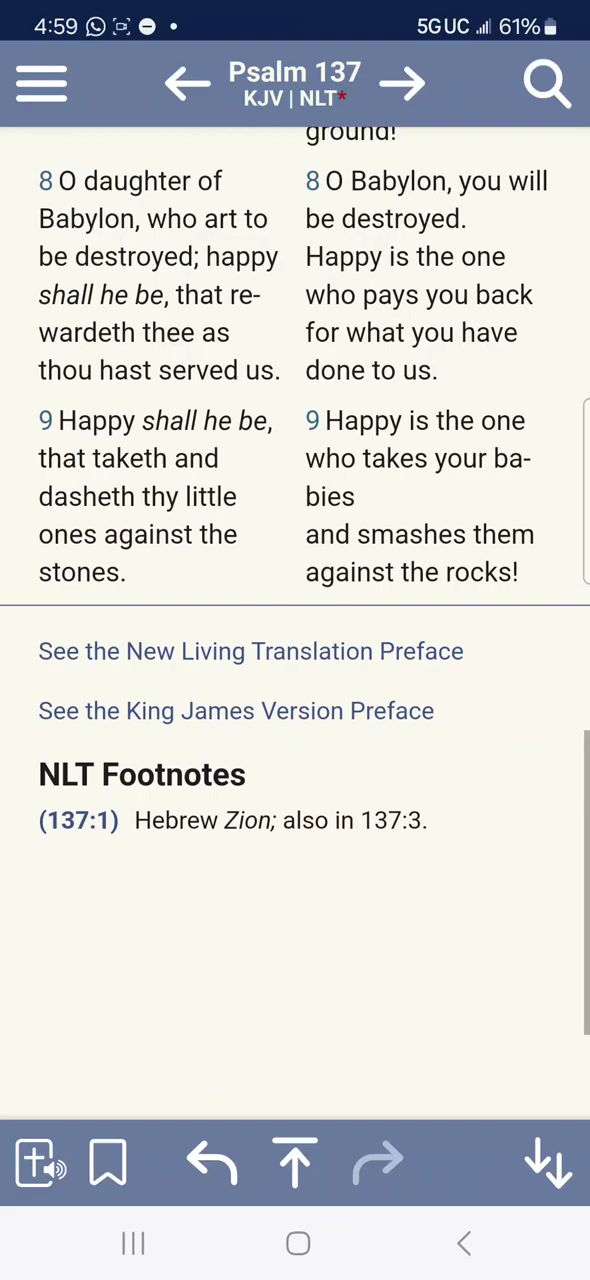 4:59
5G UC 61%
Psalm 137
KJV | NLT*
ground!
8 O daughter of
Babylon, who art to
be destroyed; happy
shall he be, that re-
wardeth thee as
thou hast served us.
8 O Babylon, you will
be destroyed.
Happy is the one
who pays you back
for what you have
done to us.
9 Happy shall he be,
that taketh and
dasheth thy little
ones against the
stones.
9 Happy is the one
who takes your ba-
bies
and smashes them
against the rocks!
See the New Living Translation Preface
See the King James Version Preface
NLT Footnotes
(137:1) Hebrew Zion; also in 137:3.